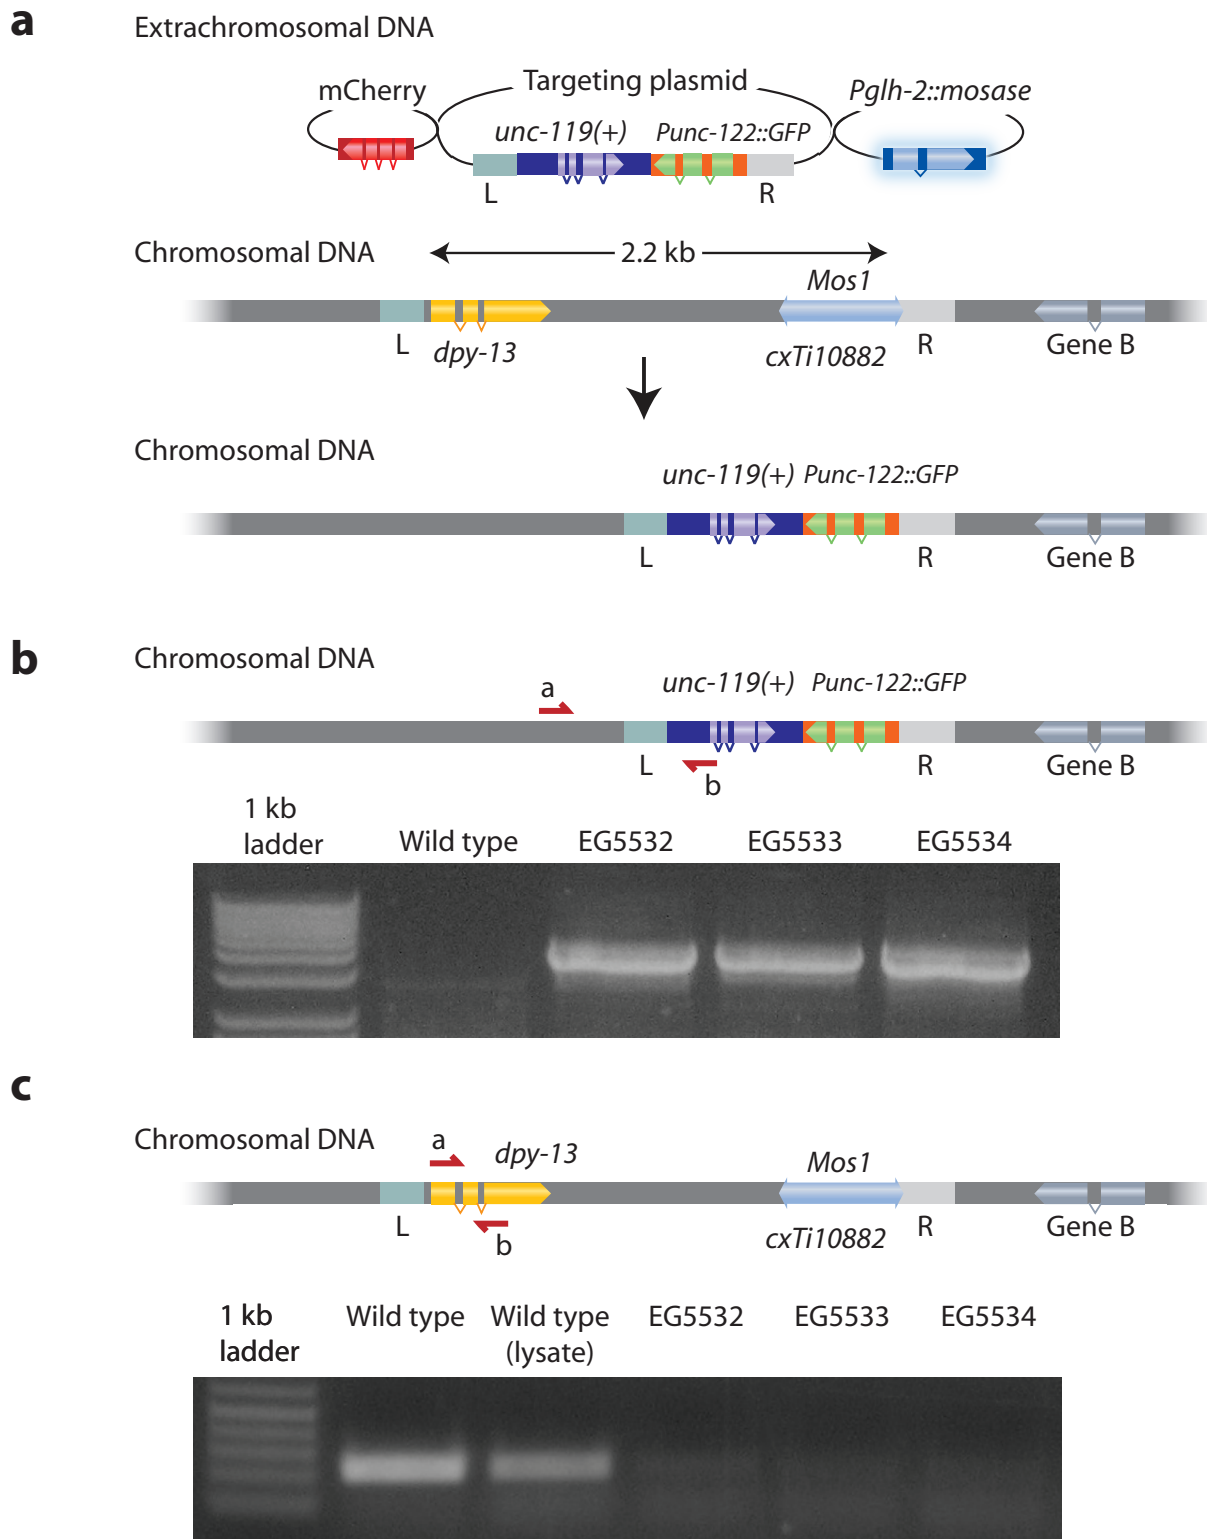 a
Extrachromosomal DNA
mCherry
Targeting plasmid
Pglh-2::mosase
unc-119(+)
Punc-122::GFP
L
R
Chromosomal DNA
2.2 kb
Mos1
L
dpy-13
cxTi10882
R
Gene B
Chromosomal DNA
unc-119(+)
Punc-122::GFP
L
R
Gene B
b
Chromosomal DNA
a
unc-119(+)
Punc-122::GFP
L
b
R
Gene B
1 kb
ladder
Wild type
EG5532
EG5533
EG5534
c
Chromosomal DNA
a
dpy-13
Mos1
L
b
cxTi10882
R
Gene B
1 kb
ladder
Wild type
Wild type
(lysate)
EG5532
EG5533
EG5534